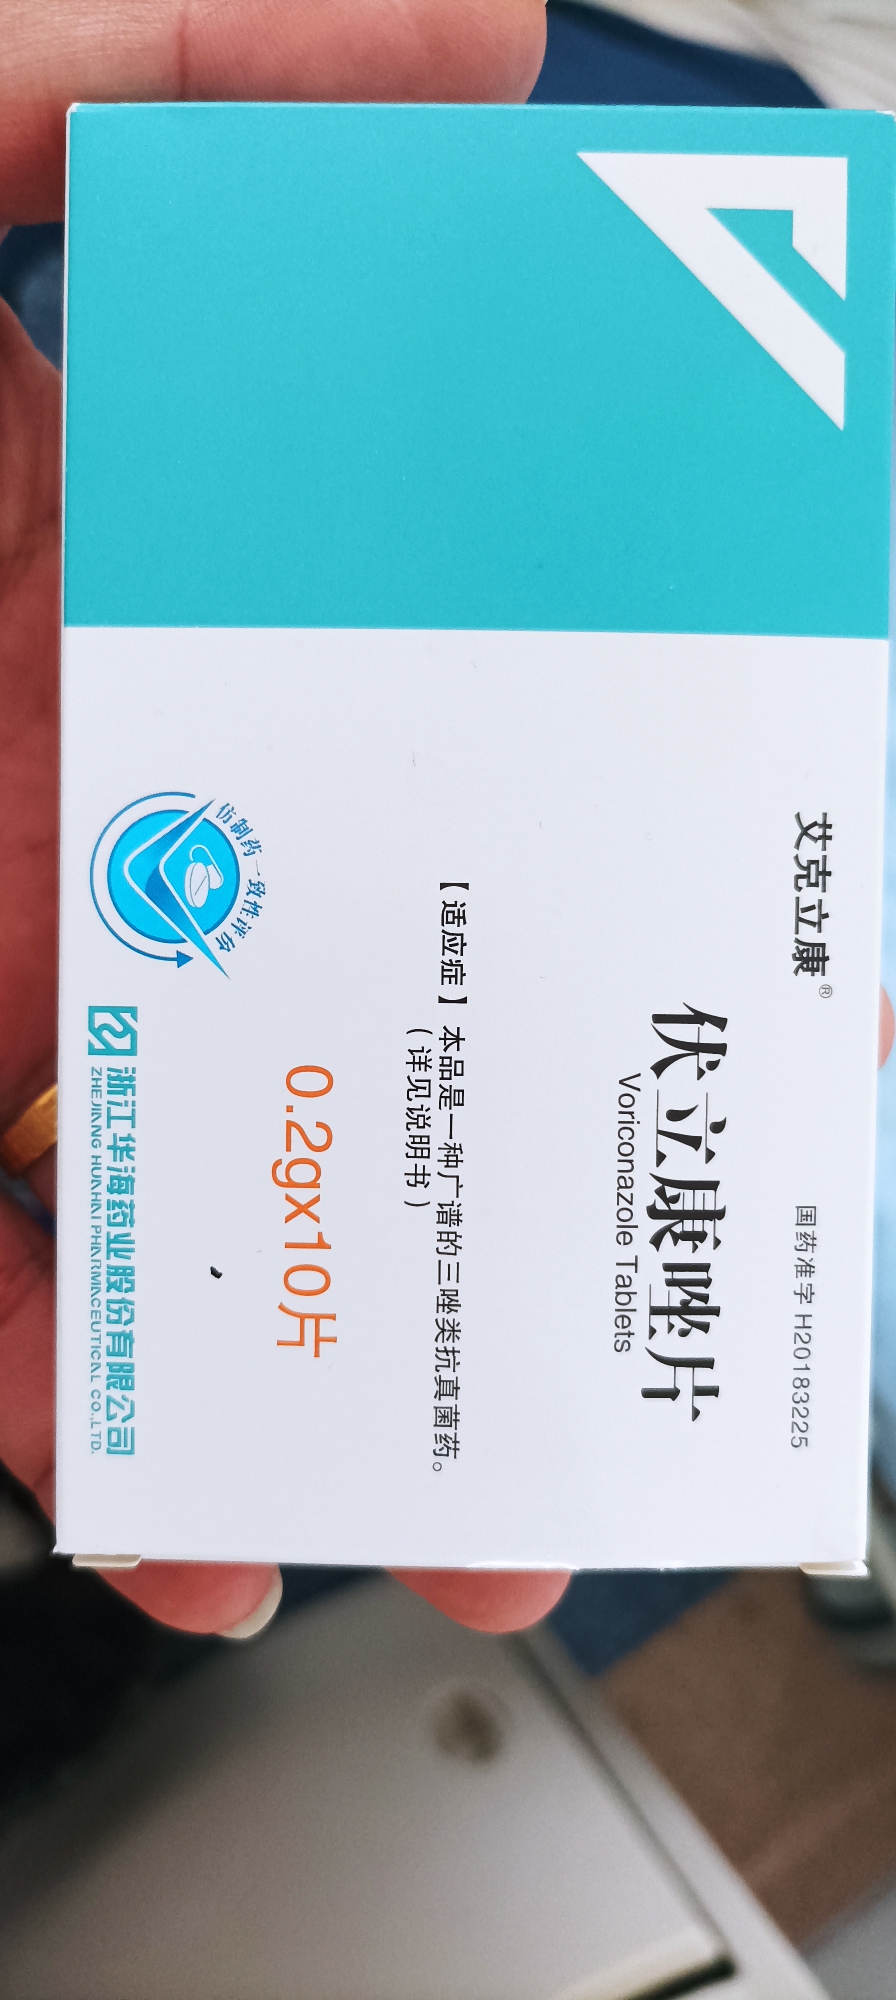 艾克立康®
国药准字 H20183225
伏立康唑片
Voriconazole Tablets
【适应症】本品是一种广谱的三唑类抗真菌药。
（详见说明书）
0.2gx10片
仿制药一致性评价
浙江华海药业股份有限公司
ZHEJIANG HUAHAI PHARMACEUTICAL CO.,LTD.